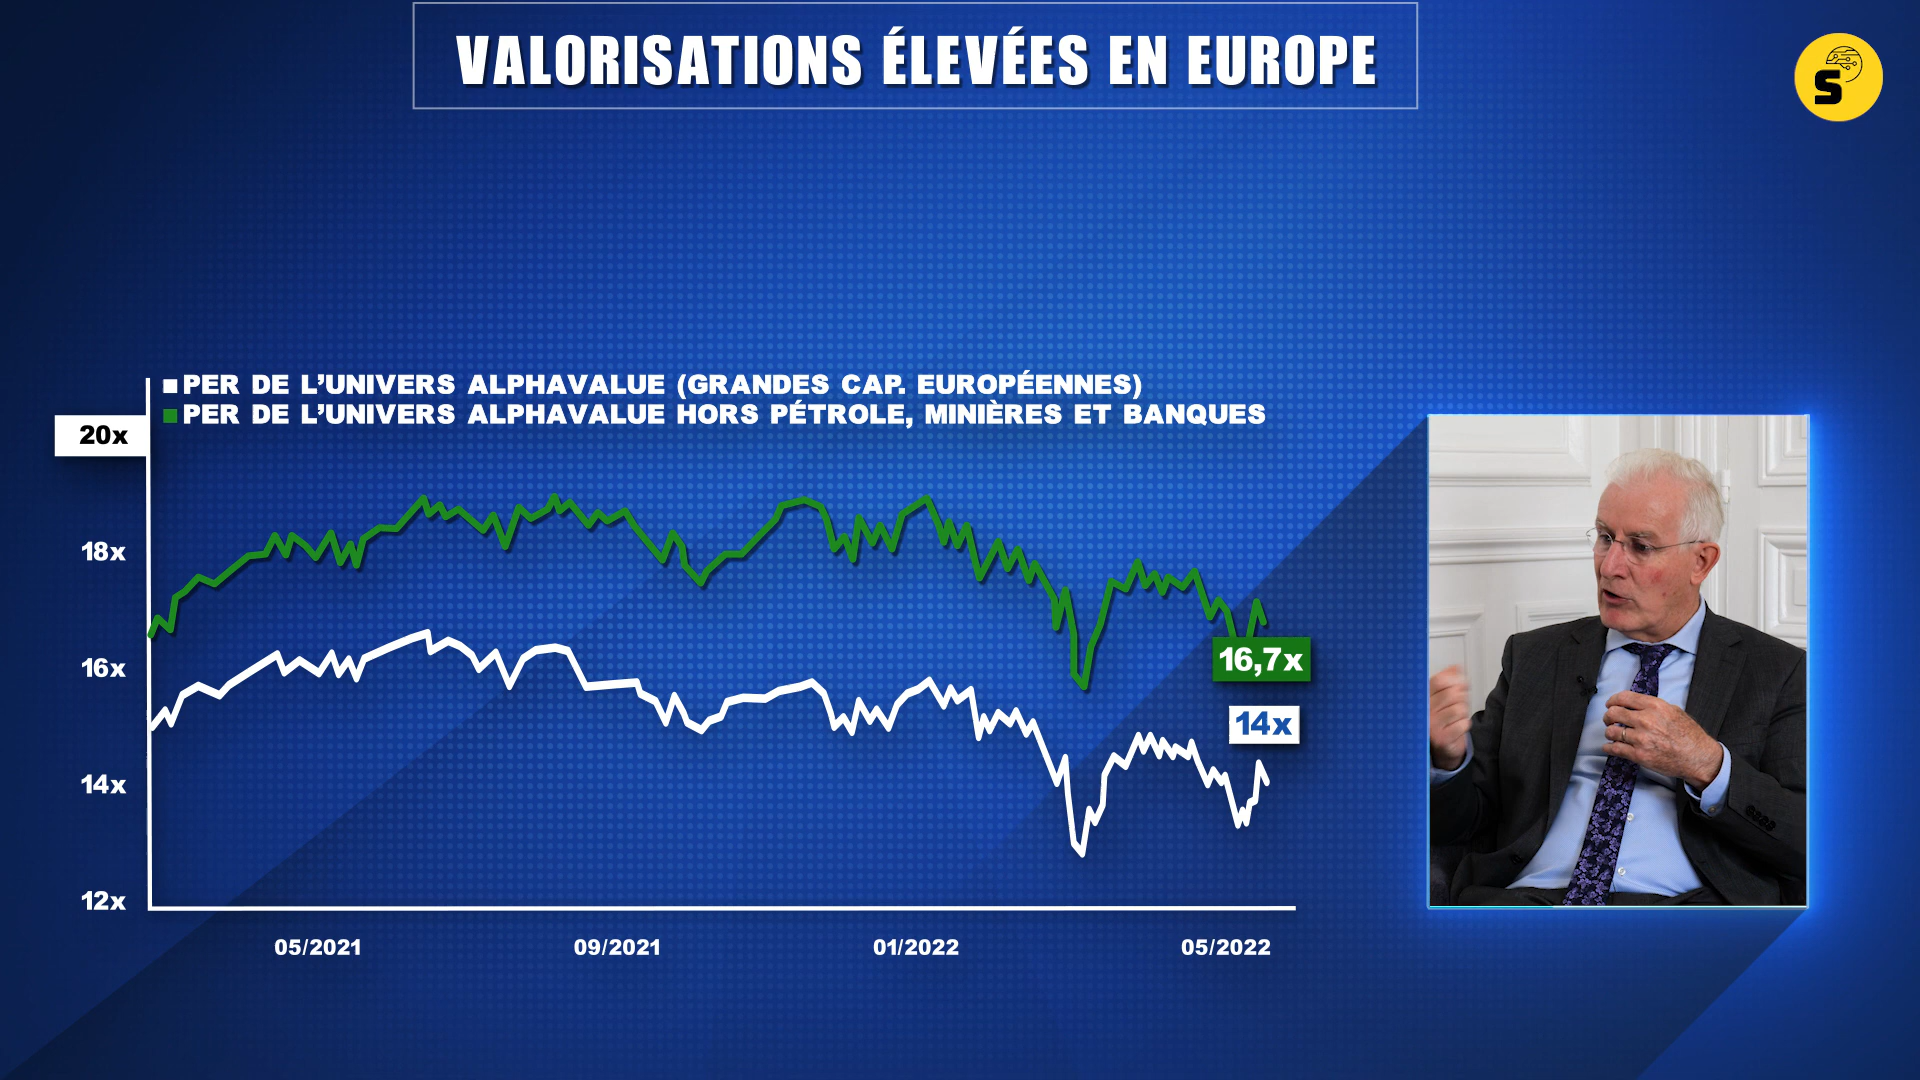 VALORISATIONS ÉLEVÉES EN EUROPE
S
PER DE L'UNIVERS ALPHAVALUE (GRANDES CAP. EUROPÉENNES)
PER DE L'UNIVERS ALPHAVALUE HORS PÉTROLE, MINIÈRES ET BANQUES
20x
18x
16x
14x
12x
16,7x
14x
05/2021
09/2021
01/2022
05/2022